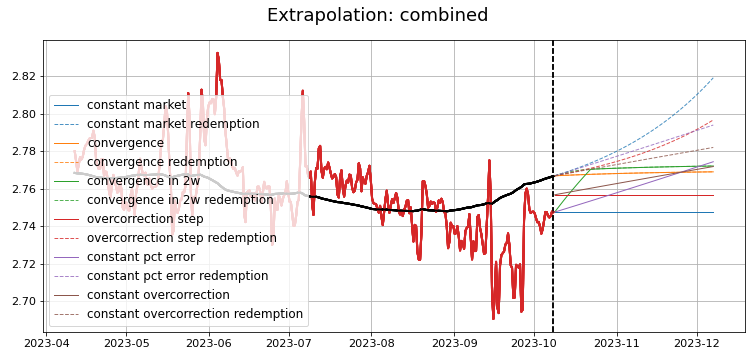 Extrapolation: combined
2.82
2.80
2.78
2.76
2.74
2.72
2.70
constant market
constant market redemption
convergence
convergence redemption
convergence in 2w
convergence in 2w redemption
overcorrection step
overcorrection step redemption
constant pct error
constant pct error redemption
constant overcorrection
constant overcorrection redemption
2023-04 2023-05 2023-06 2023-07 2023-08 2023-09 2023-10 2023-11 2023-12